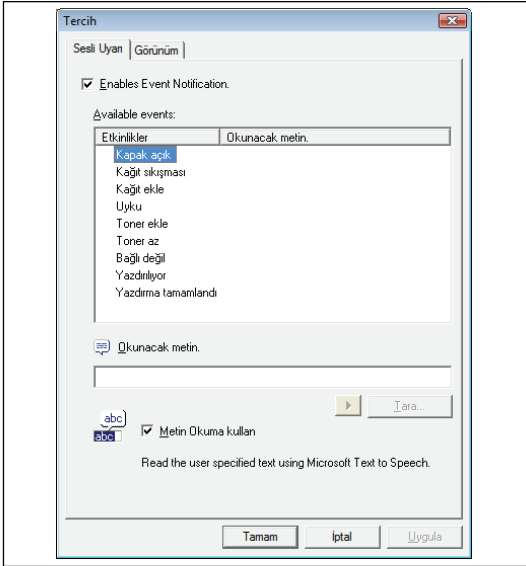 Tercih
Sesli Uyarı Görünüm
Enables Event Notification.
Available events:
Etkinlikler Okunacak metin.
Kapak açık
Kağıt sıkışması
Kağıt ekle
Uyku
Toner ekle
Toner az
Bağlı değil
Yazdırılıyor
Yazdırma tamamlandı
Okunacak metin.
Tara...
abc
abc
Metin Okuma kullan
Read the user specified text using Microsoft Text to Speech.
Tamam İptal Uygula